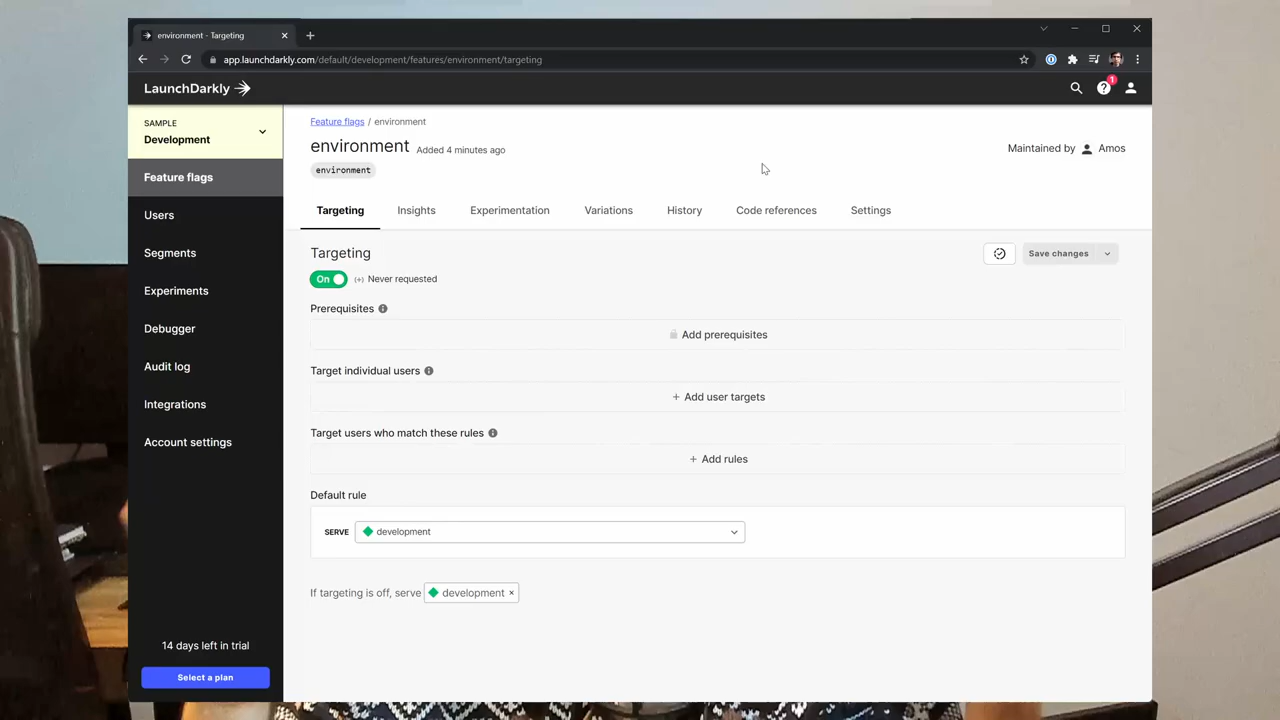 environment - Targeting
app.launchdarkly.com/default/development/features/environment/targeting
LaunchDarkly
1
SAMPLE
Development
Feature flags
Users
Segments
Experiments
Debugger
Audit log
Integrations
Account settings
14 days left in trial
Select a plan
Feature flags / environment
environment Added 4 minutes ago
environment
Maintained by Amos
Targeting Insights Experimentation Variations History Code references Settings
Targeting
Save changes
On Never requested
Prerequisites
Add prerequisites
Target individual users
+ Add user targets
Target users who match these rules
+ Add rules
Default rule
SERVE development
If targeting is off, serve development ×